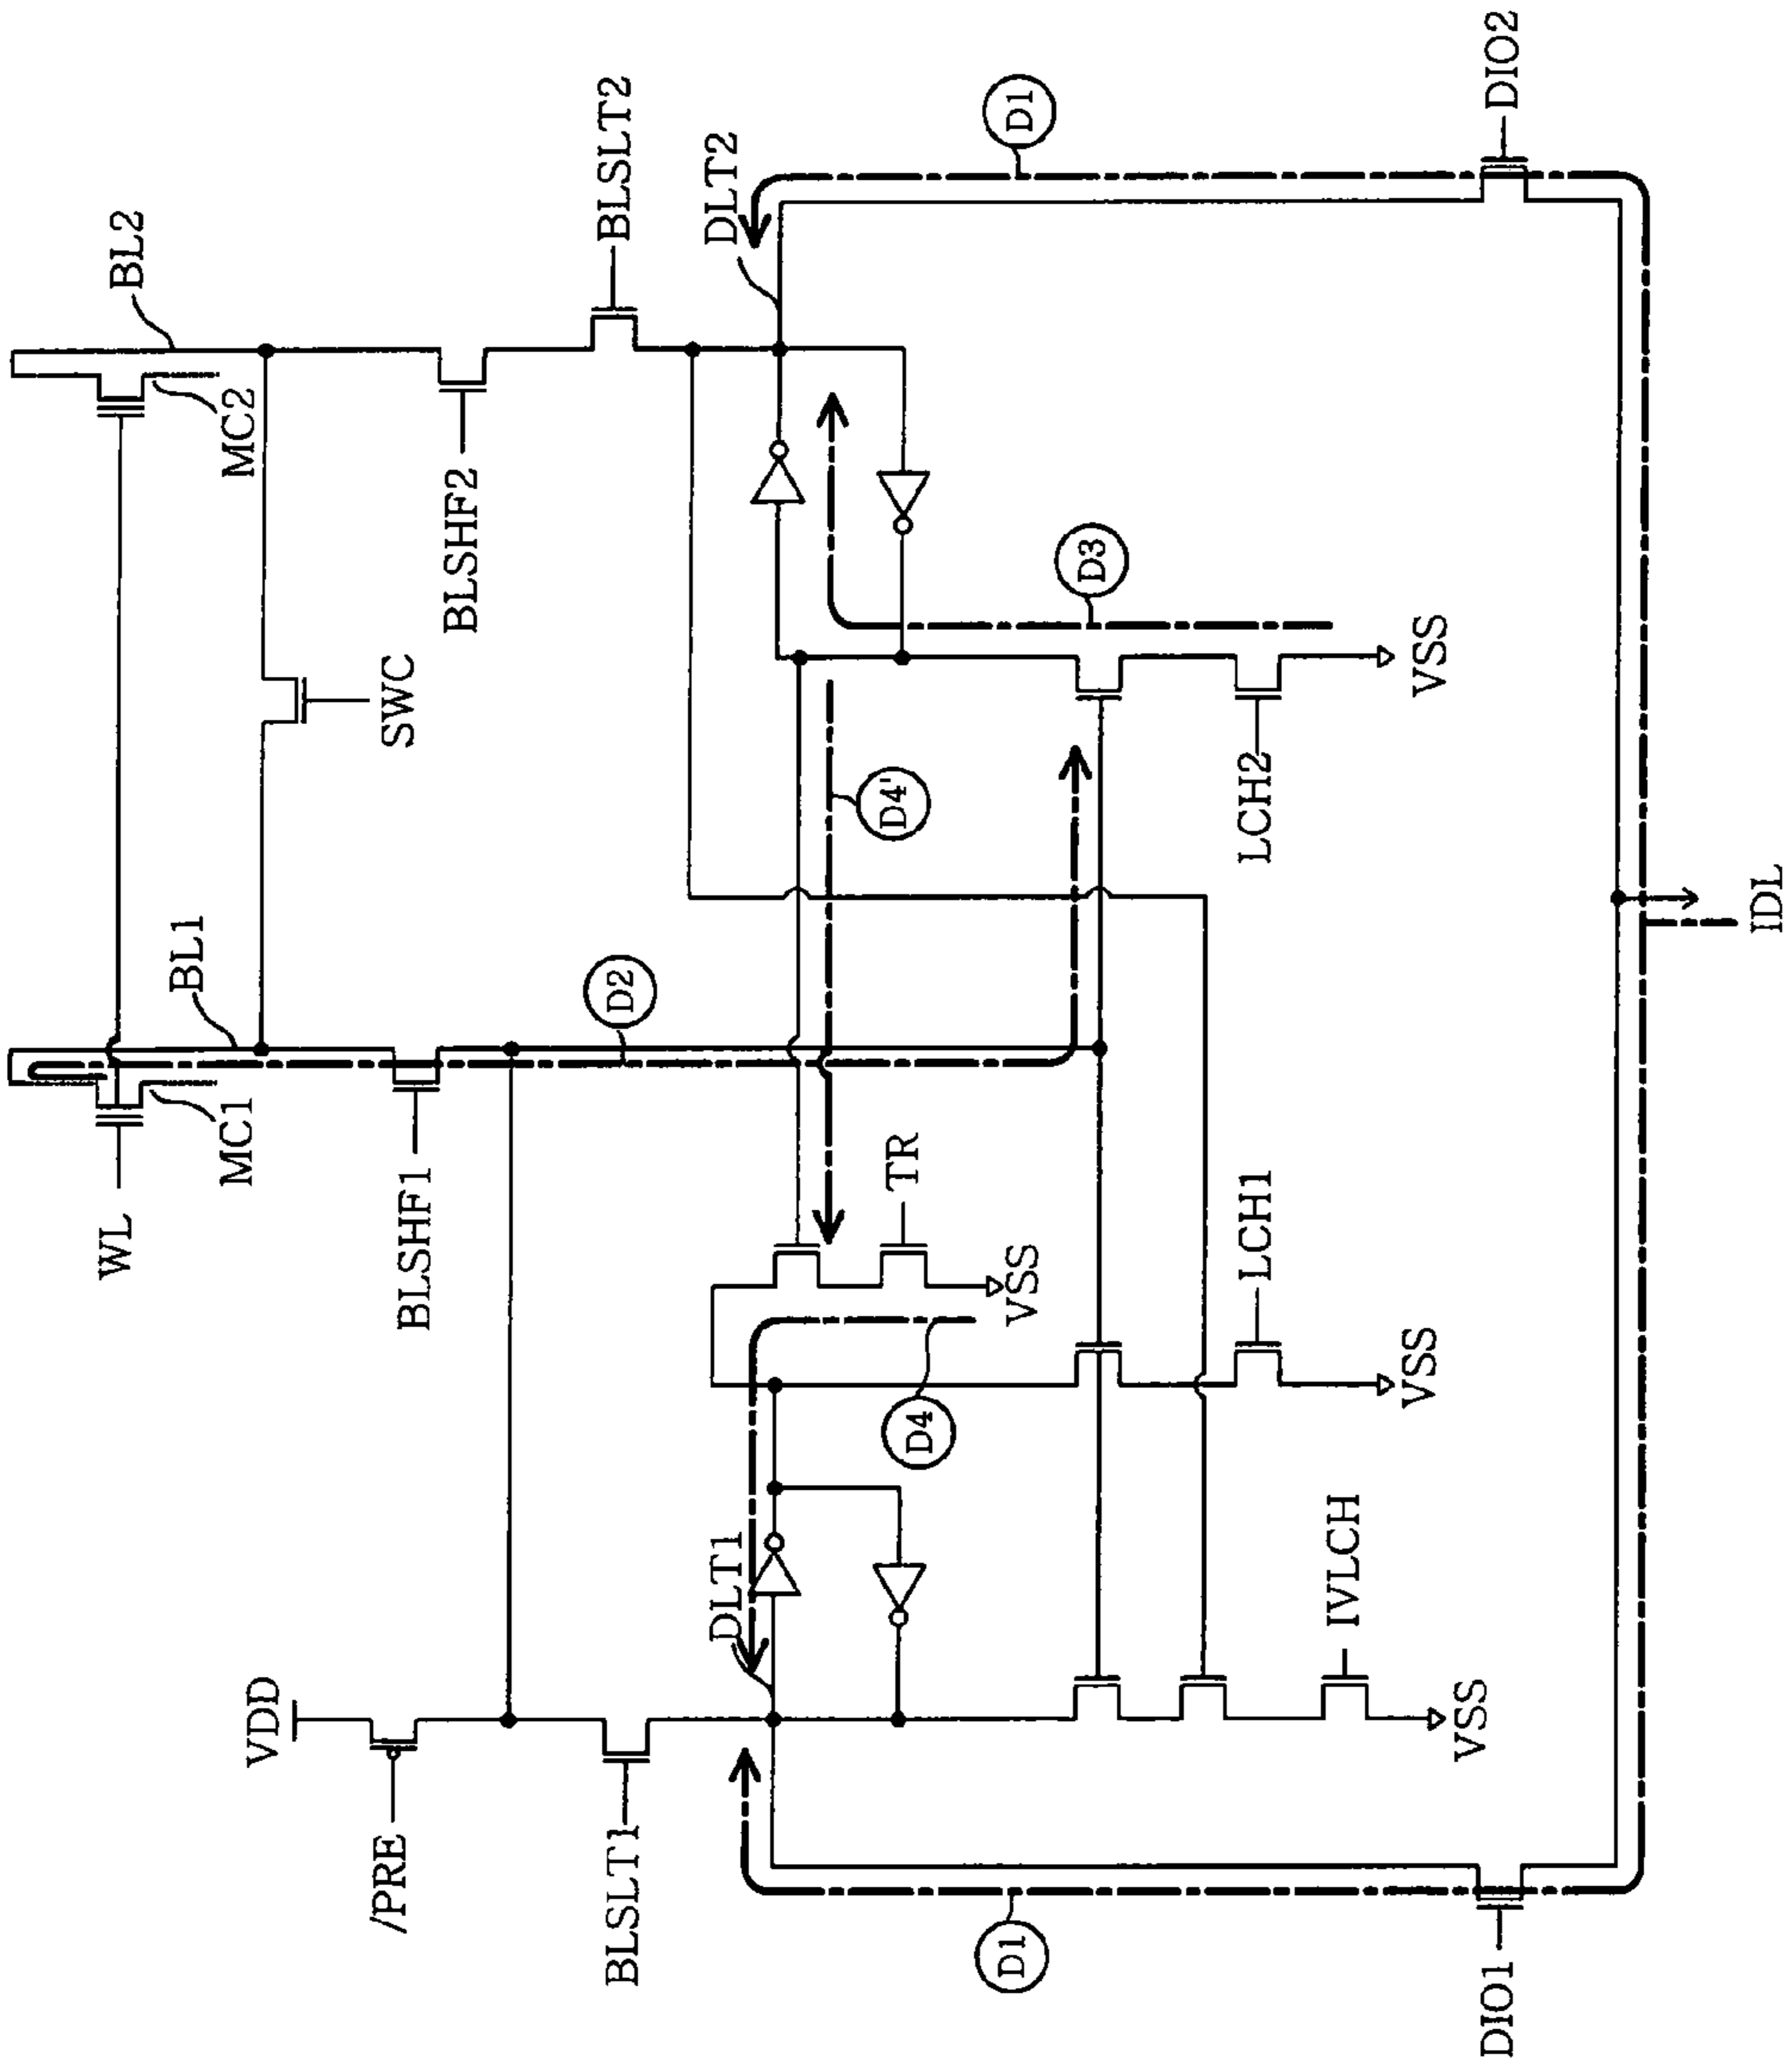 WL
MC1
BL1
MC2
BL2
SWC
VDD
/PRE
BLSHF1
BLSHF2
BLSLT1
BLSLT2
D2
DLT1
DLT2
TR
VSS
D4
D4'
D3
D1
D1
LCH1
LCH2
IVLCH
VSS
VSS
VSS
DIO1
DIO2
IDL